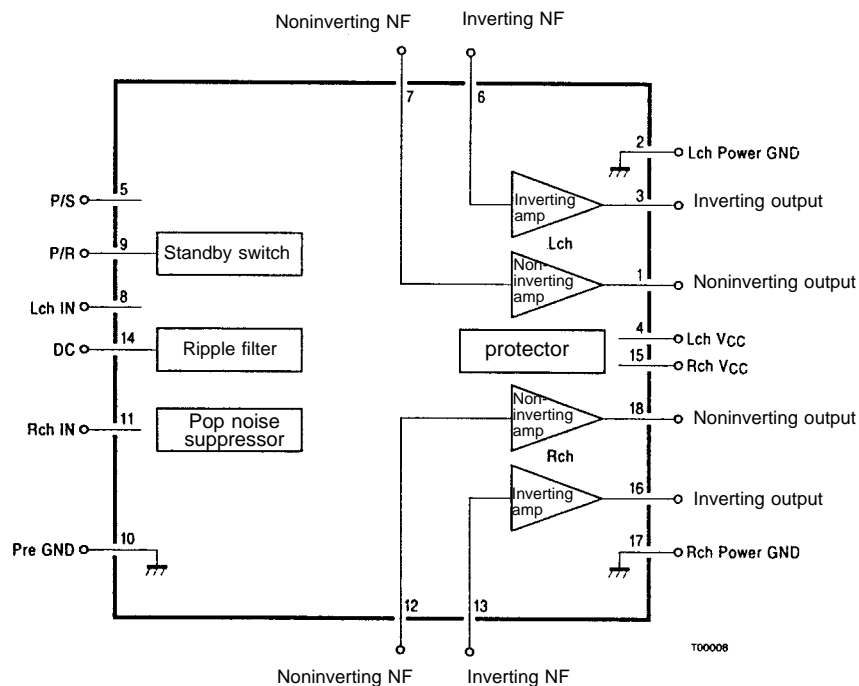 Noninverting NF
Inverting NF
7
6
2
Lch Power GND
5
P/S
Inverting
amp
3
Inverting output
Lch
9
P/R
Standby switch
Non-
inverting
amp
1
Noninverting output
8
Lch IN
14
DC
Ripple filter
protector
4
Lch VCC
15
Rch VCC
11
Rch IN
Pop noise
suppressor
Non-
inverting
amp
18
Noninverting output
Rch
Inverting
amp
16
Inverting output
10
Pre GND
17
Rch Power GND
12
13
T00006
Noninverting NF
Inverting NF